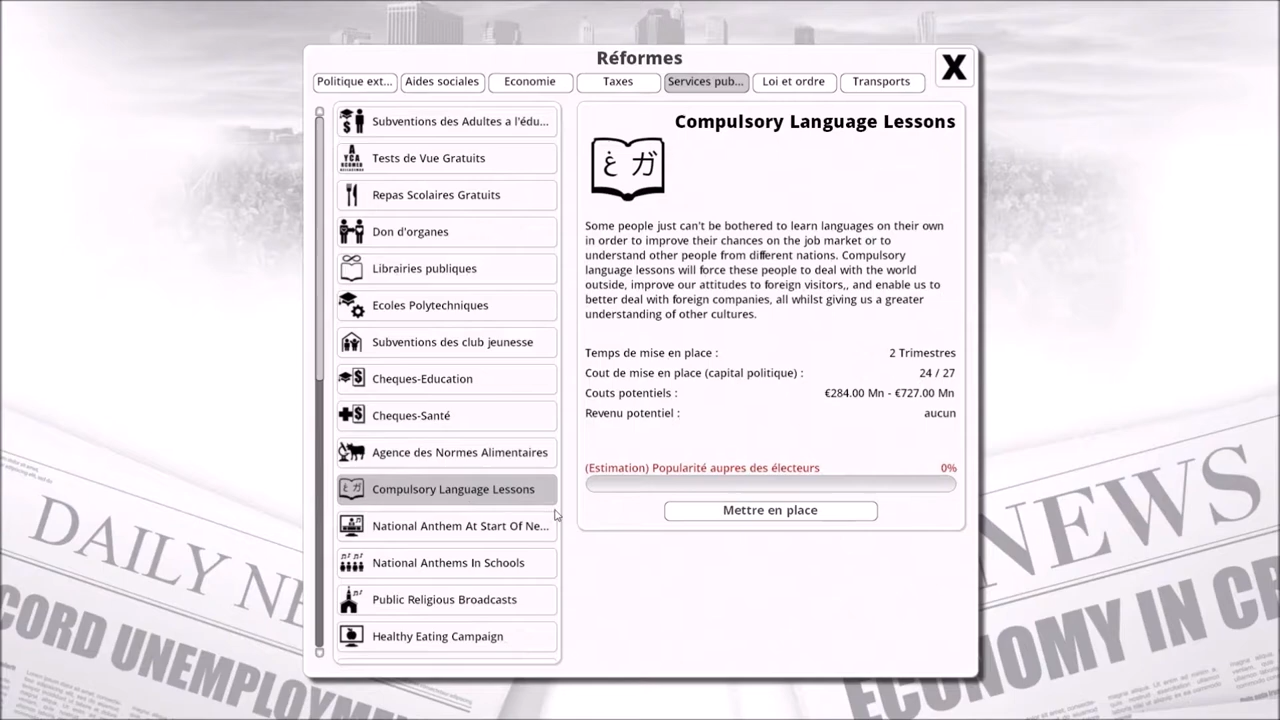 Réformes
X
Politique ext...
Aides sociales
Economie
Taxes
Services pub...
Loi et ordre
Transports
Subventions des Adultes a l'édu...
Tests de Vue Gratuits
Repas Scolaires Gratuits
Don d'organes
Librairies publiques
Ecoles Polytechniques
Subventions des club jeunesse
Cheques-Education
Cheques-Santé
Agence des Normes Alimentaires
Compulsory Language Lessons
National Anthem At Start Of Ne...
National Anthems In Schools
Public Religious Broadcasts
Healthy Eating Campaign
Compulsory Language Lessons
Some people just can't be bothered to learn languages on their own
in order to improve their chances on the job market or to
understand other people from different nations. Compulsory
language lessons will force these people to deal with the world
outside, improve our attitudes to foreign visitors,, and enable us to
better deal with foreign companies, all whilst giving us a greater
understanding of other cultures.
Temps de mise en place : 2 Trimestres
Cout de mise en place (capital politique) : 24 / 27
Couts potentiels : €284.00 Mn - €727.00 Mn
Revenu potentiel : aucun
(Estimation) Popularité aupres des électeurs 0%
Mettre en place
DAILY NE
CORD UNEMPLOYM
NEWS
ECONOMY IN CR